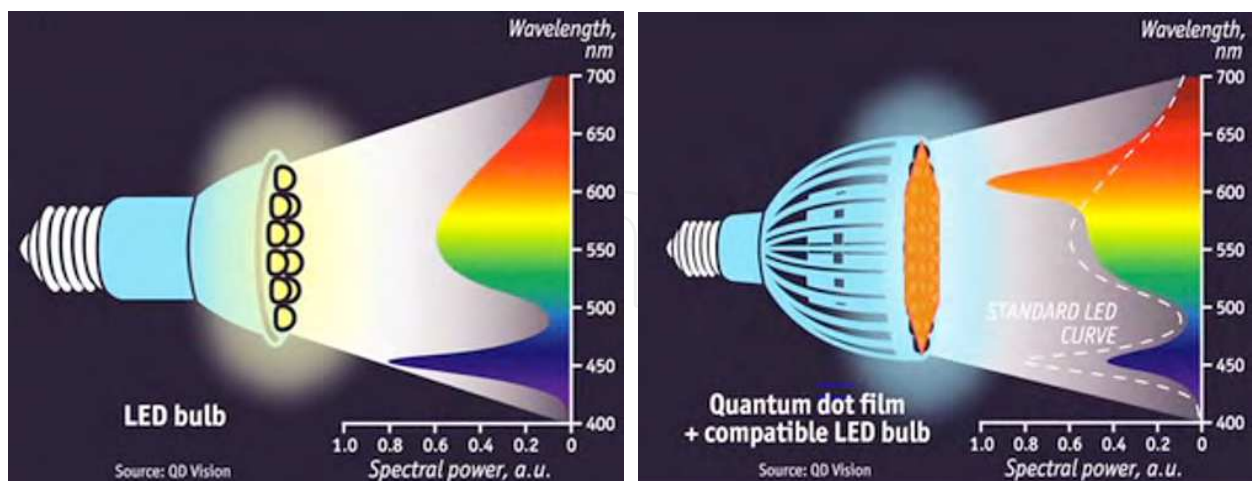 Wavelength,
nm
700
650
600
550
500
450
400
LED bulb
1.0 0.8 0.6 0.4 0.2 0
Source: QD Vision
Spectral power, a.u.
Wavelength,
nm
700
650
600
550
500
450
400
STANDARD LED
CURVE
Quantum dot film
+ compatible LED bulb
1.0 0.8 0.6 0.4 0.2 0
Source: QD Vision
Spectral power, a.u.